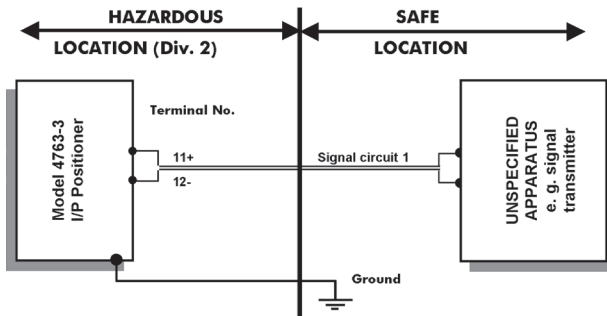 HAZARDOUS
LOCATION (Div. 2)
SAFE
LOCATION
Model 4763-3
I/P Positioner
Terminal No.
11+
12-
Signal circuit 1
UNSPECIFIED
APPARATUS
e. g. signal
transmitter
Ground